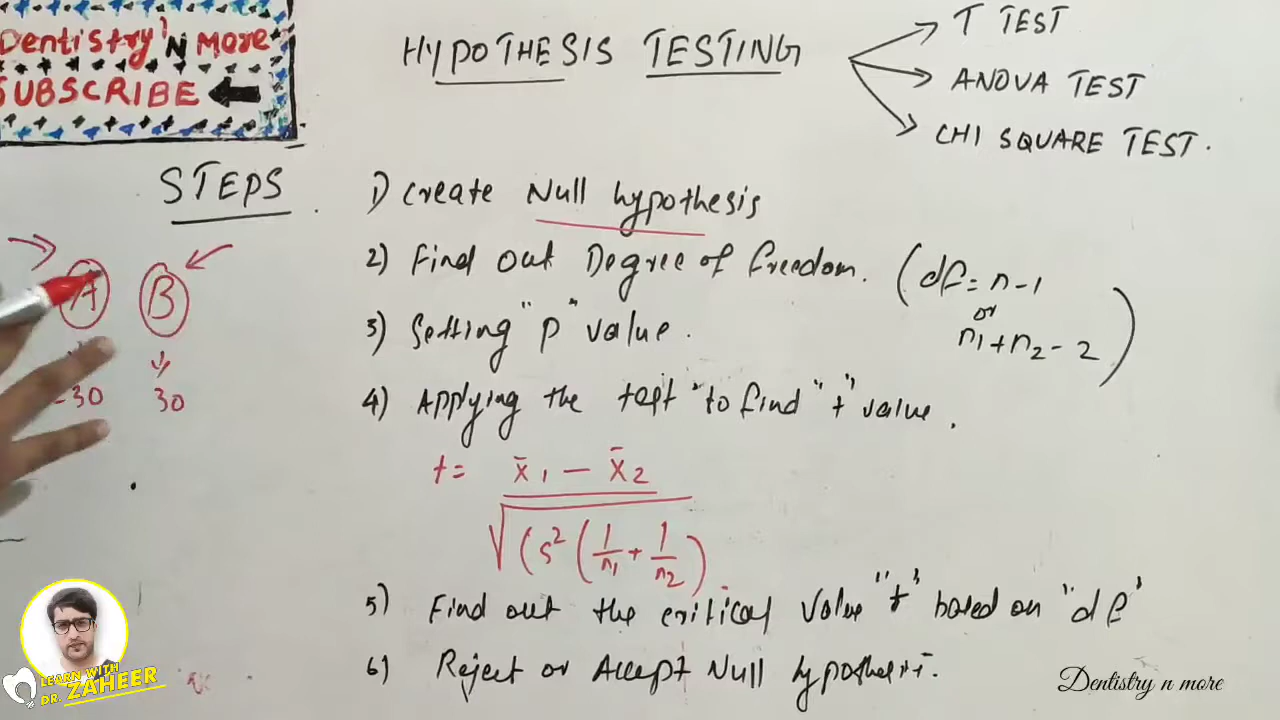 Dentistry'N More
SUBSCRIBE
HYPOTHESIS TESTING
T TEST
ANOVA TEST
CHI SQUARE TEST.
STEPS
1) Create Null hypothesis
2) Find out Degree of freedom. (df = n-1
or
n1+n2-2)
3) Setting "P" value.
4) Applying the test to find "t" value.
t= x̄1 - x̄2
√(S² (1/n1 + 1/n2)
5) Find out the critical value "t" based on "df"
6) Reject or Accept Null hypothesis.
A B
30 30
LEARN WITH
DR. ZAHEER
Dentistry n more